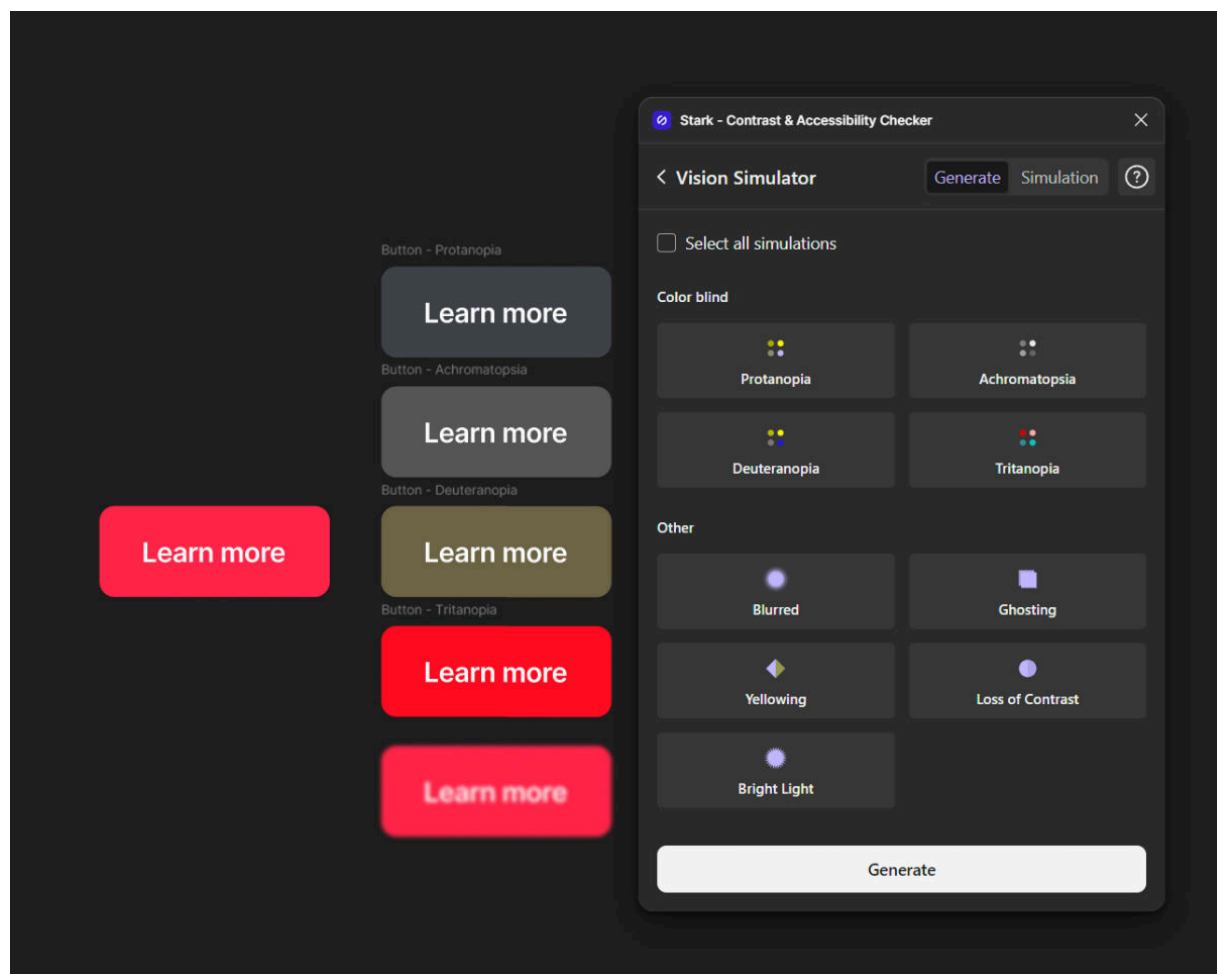 Button - Protanopia
Learn more
Button - Achromatopsia
Learn more
Button - Deuteranopia
Learn more
Learn more
Button - Tritanopia
Learn more
Learn more
Stark - Contrast & Accessibility Checker
Vision Simulator
Generate Simulation
Select all simulations
Color blind
Protanopia Achromatopsia
Deuteranopia Tritanopia
Other
Blurred Ghosting
Yellowing Loss of Contrast
Bright Light
Generate